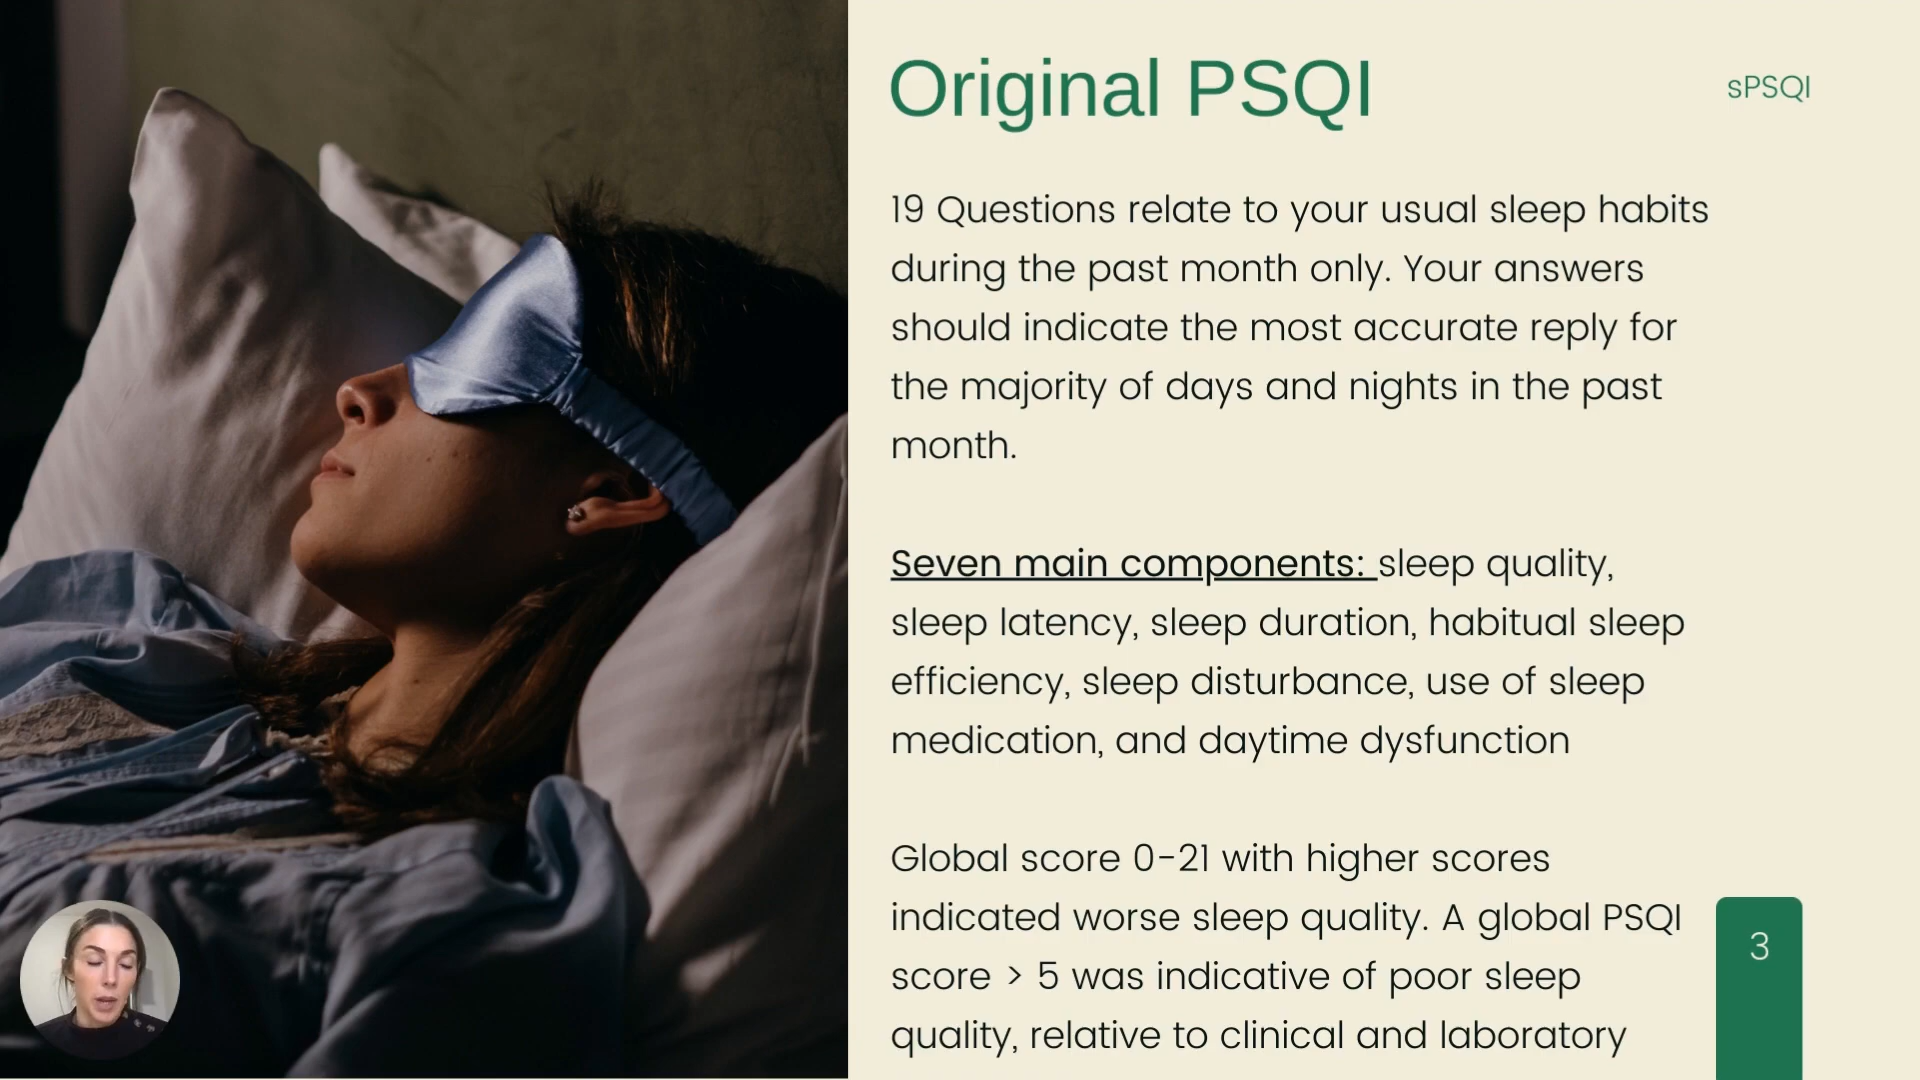 Original PSQI
sPSQI
19 Questions relate to your usual sleep habits
during the past month only. Your answers
should indicate the most accurate reply for
the majority of days and nights in the past
month.
Seven main components: sleep quality,
sleep latency, sleep duration, habitual sleep
efficiency, sleep disturbance, use of sleep
medication, and daytime dysfunction
Global score 0-21 with higher scores
indicated worse sleep quality. A global PSQI
score > 5 was indicative of poor sleep
quality, relative to clinical and laboratory
3